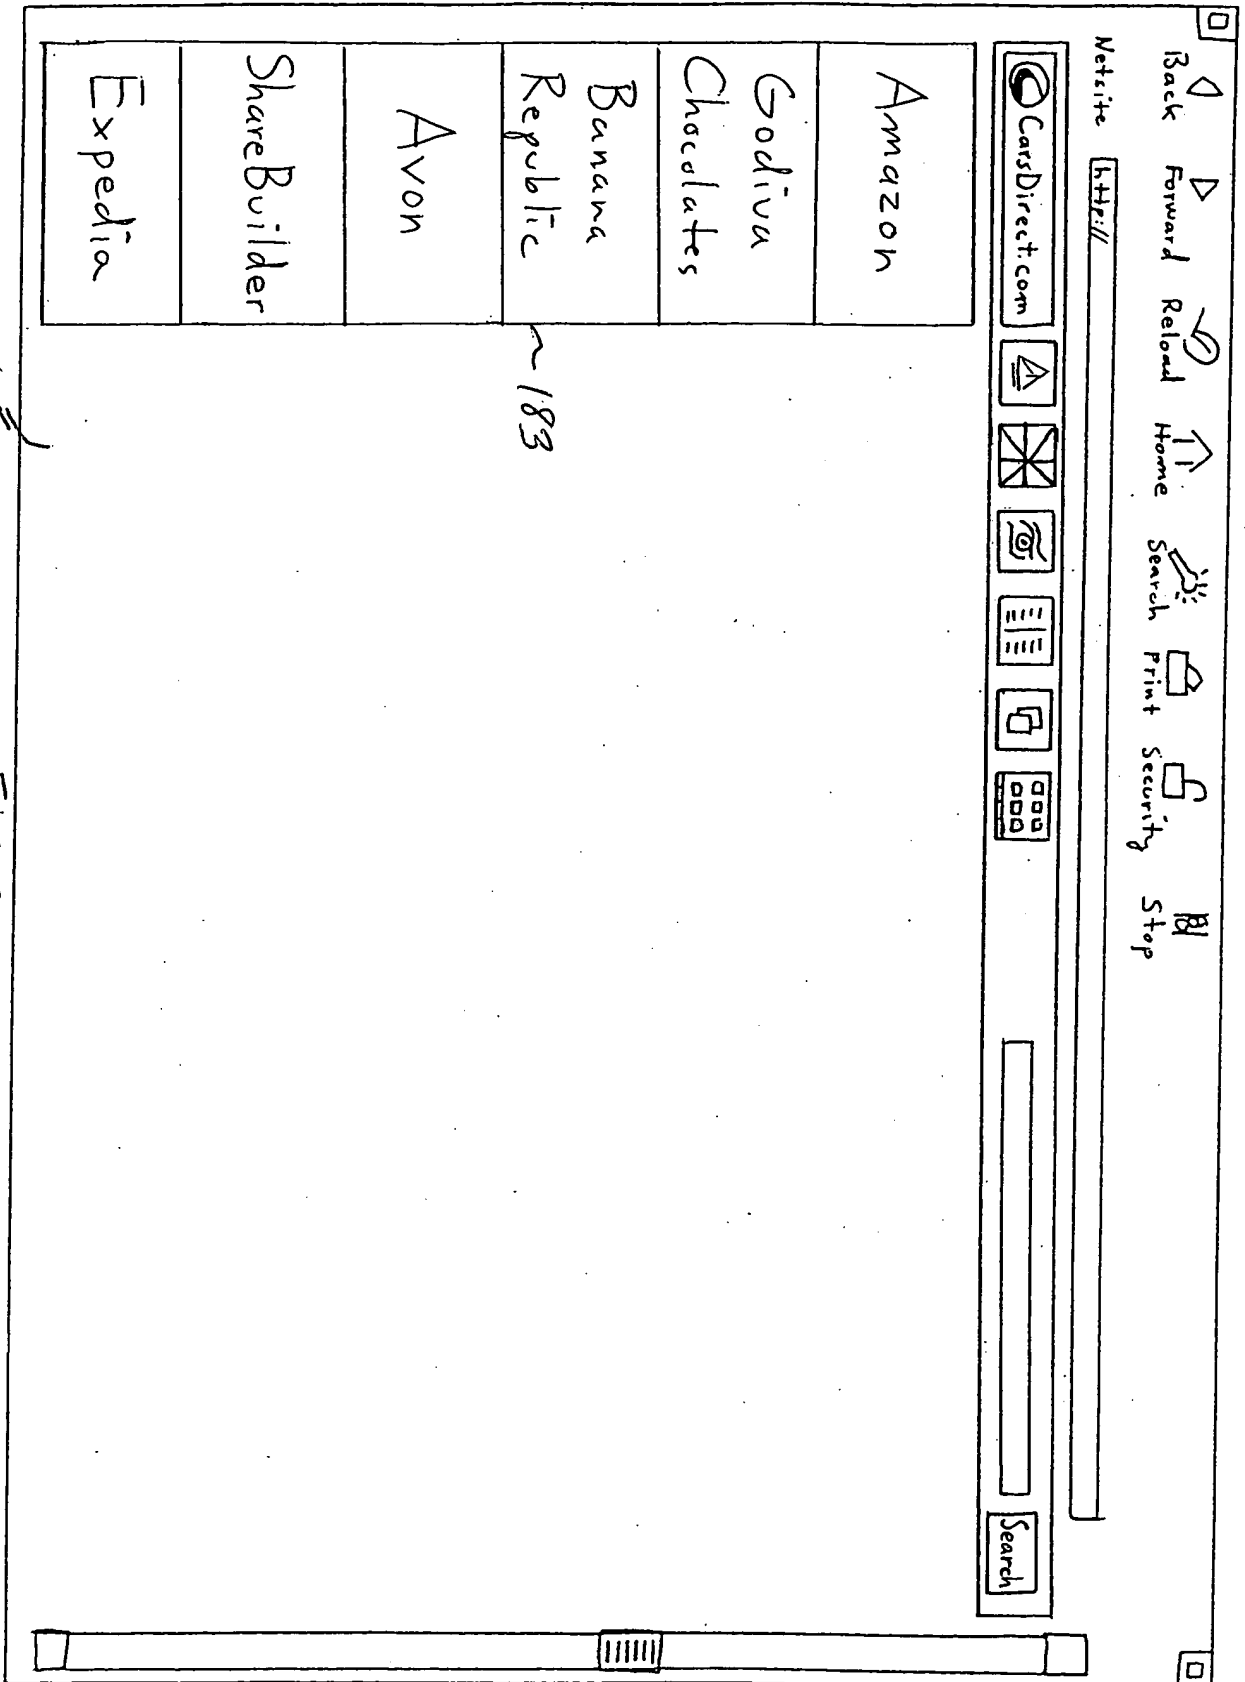 Back Forward Reload Home Search Print Security Stop
Netsite http://
CarsDirect.com
Search
Amazon
Godiva
Chocolates
Banana
Republic
183
Avon
ShareBuilder
Expedia